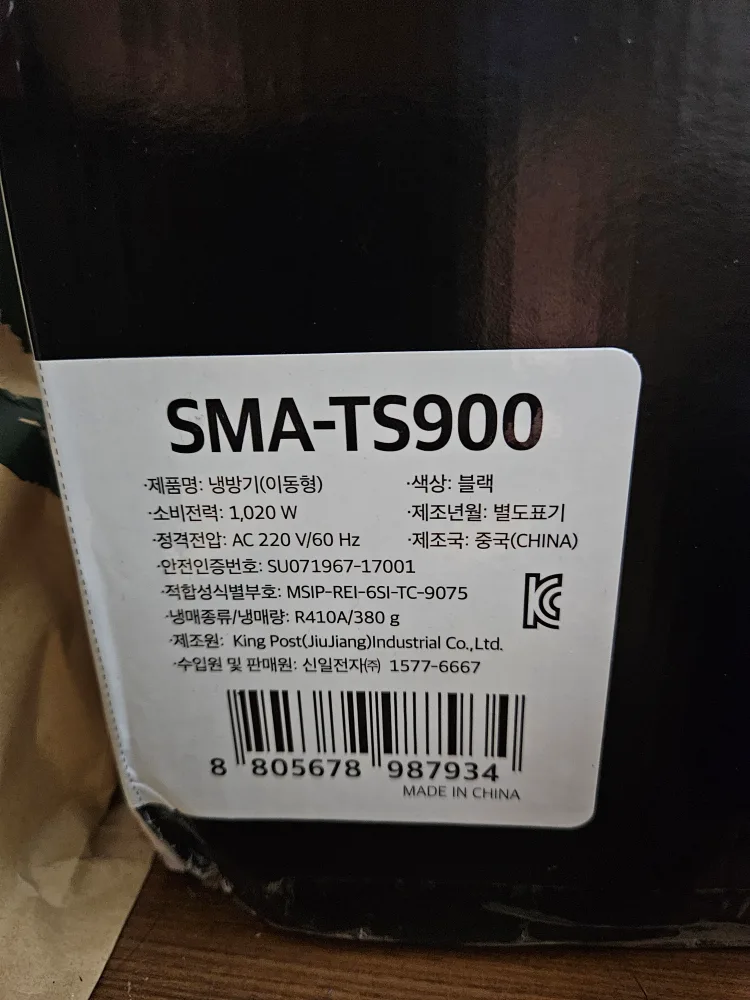 SMA-TS900
·제품명: 냉방기(이동형) ·색상: 블랙
·소비전력: 1,020 W ·제조년월: 별도표기
·정격전압: AC 220 V/60 Hz ·제조국: 중국(CHINA)
·안전인증번호: SU071967-17001
·적합성식별부호: MSIP-REI-6SI-TC-9075
·냉매종류/냉매량: R410A/380 g
·제조원: King Post(JiuJiang)Industrial Co.,Ltd.
·수입원 및 판매원: 신일전자㈜ 1577-6667
8 805678 987934
MADE IN CHINA